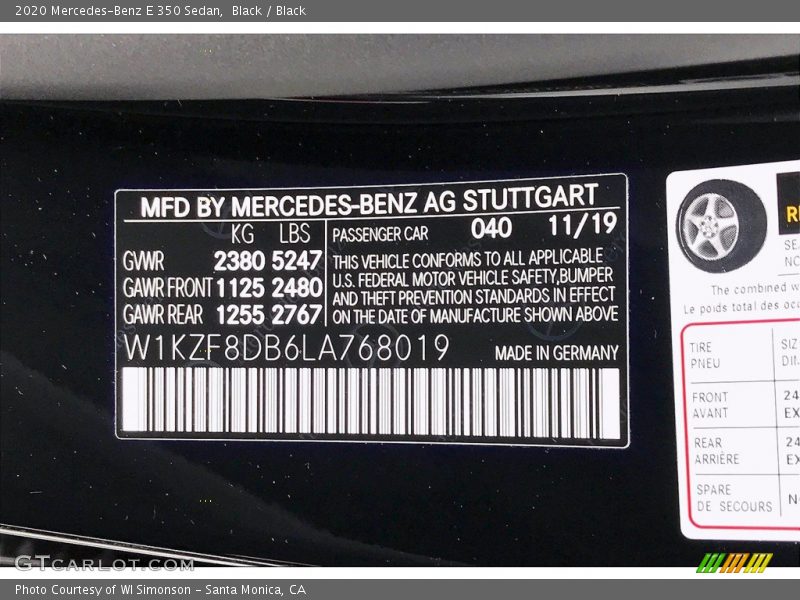 2020 Mercedes-Benz E 350 Sedan, Black / Black
MFD BY MERCEDES-BENZ AG STUTTGART
KG LBS PASSENGER CAR 040 11/19
GVWR 2380 5247
GAWR FRONT 1125 2480
GAWR REAR 1255 2767
THIS VEHICLE CONFORMS TO ALL APPLICABLE
U.S. FEDERAL MOTOR VEHICLE SAFETY,BUMPER
AND THEFT PREVENTION STANDARDS IN EFFECT
ON THE DATE OF MANUFACTURE SHOWN ABOVE
W1KZF8DB6LA768019 MADE IN GERMANY
The combined
Le poids total des
TIRE
PNEU
FRONT
AVANT
REAR
ARRIÈRE
SPARE
DE SECOURS
GTCARLOT.COM
Photo Courtesy of WI Simonson - Santa Monica, CA